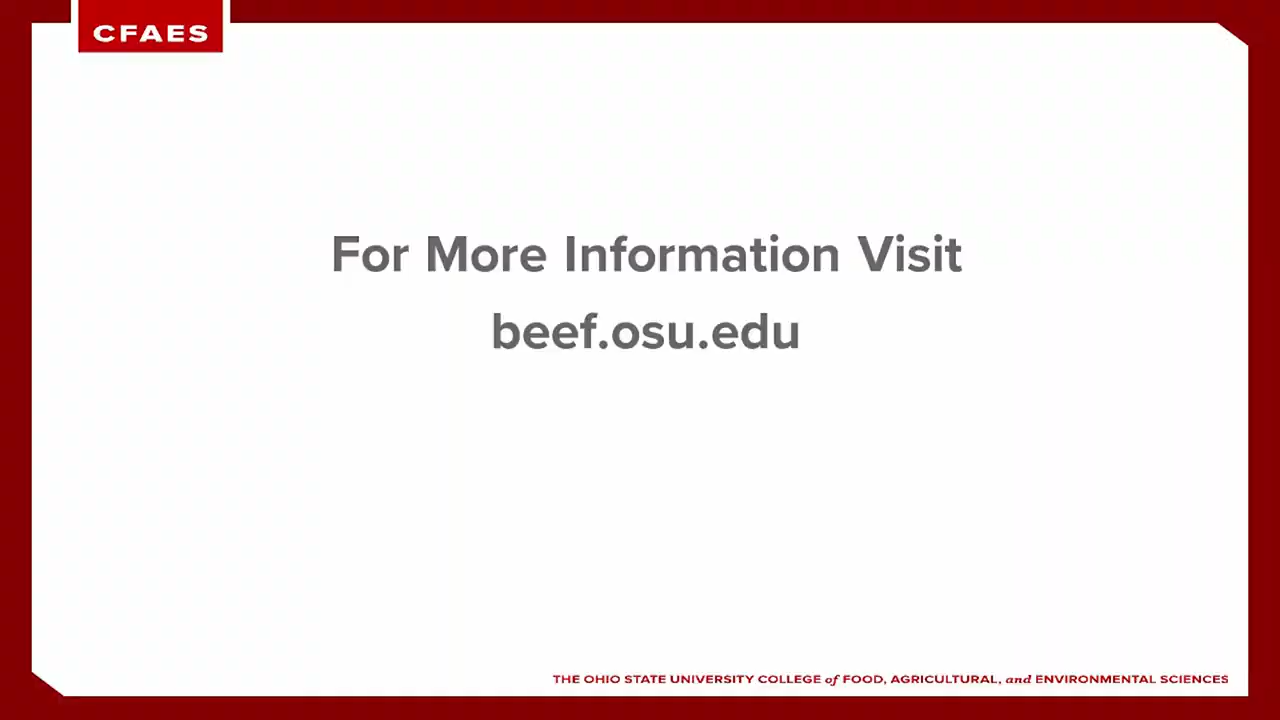 CFAES
For More Information Visit
beef.osu.edu
THE OHIO STATE UNIVERSITY COLLEGE of FOOD, AGRICULTURAL, and ENVIRONMENTAL SCIENCES